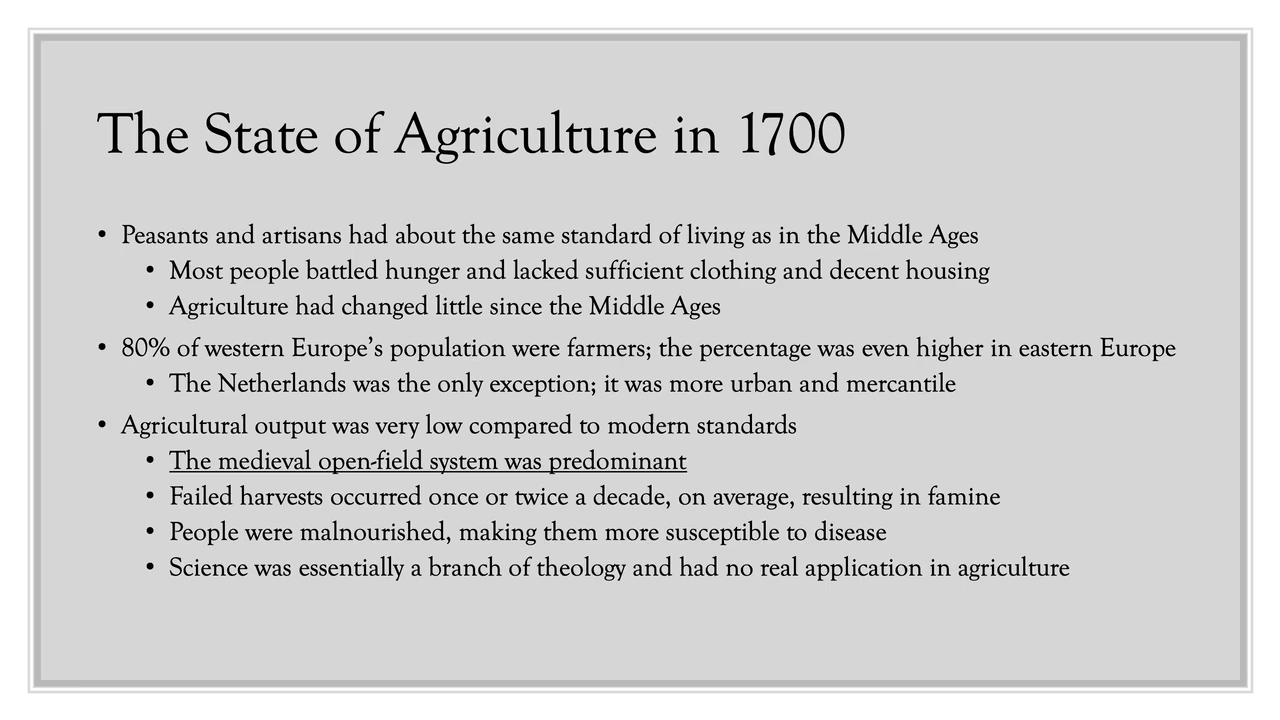 The State of Agriculture in 1700
• Peasants and artisans had about the same standard of living as in the Middle Ages
• Most people battled hunger and lacked sufficient clothing and decent housing
• Agriculture had changed little since the Middle Ages
• 80% of western Europe’s population were farmers; the percentage was even higher in eastern Europe
• The Netherlands was the only exception; it was more urban and mercantile
• Agricultural output was very low compared to modern standards
• The medieval open-field system was predominant
• Failed harvests occurred once or twice a decade, on average, resulting in famine
• People were malnourished, making them more susceptible to disease
• Science was essentially a branch of theology and had no real application in agriculture